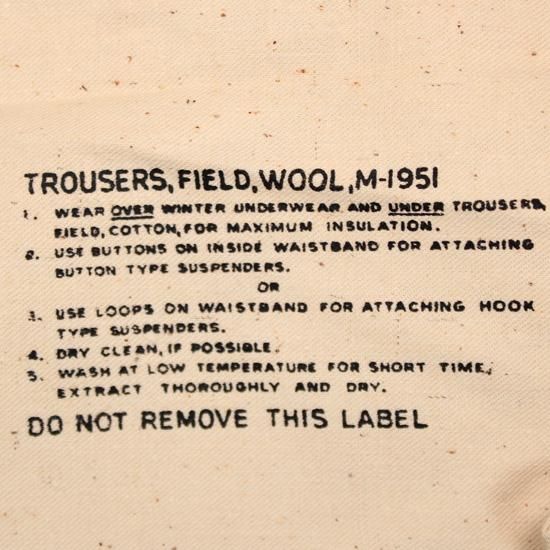 TROUSERS, FIELD, WOOL, M-1951
1. WEAR OVER WINTER UNDERWEAR AND UNDER TROUSERS,
FIELD, COTTON, FOR MAXIMUM INSULATION.
2. USE BUTTONS ON INSIDE WAISTBAND FOR ATTACHING
BUTTON TYPE SUSPENDERS.
OR
3. USE LOOPS ON WAISTBAND FOR ATTACHING HOOK
TYPE SUSPENDERS.
4. DRY CLEAN, IF POSSIBLE.
5. WASH AT LOW TEMPERATURE FOR SHORT TIME,
EXTRACT THOROUGHLY AND DRY.
DO NOT REMOVE THIS LABEL